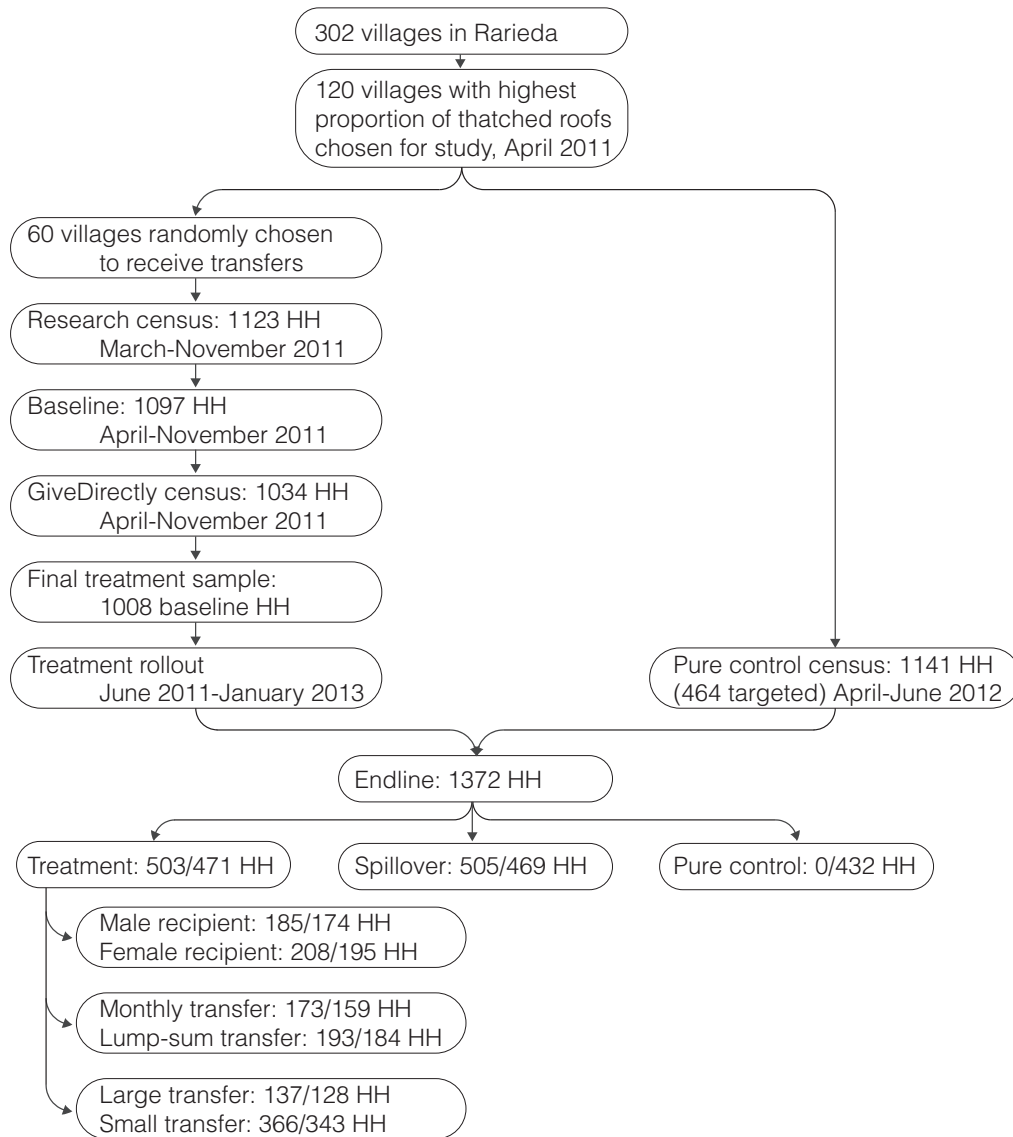 302 villages in Rarieda
120 villages with highest
proportion of thatched roofs
chosen for study, April 2011
60 villages randomly chosen
to receive transfers
Research census: 1123 HH
March-November 2011
Baseline: 1097 HH
April-November 2011
GiveDirectly census: 1034 HH
April-November 2011
Final treatment sample:
1008 baseline HH
Treatment rollout
June 2011-January 2013
Pure control census: 1141 HH
(464 targeted) April-June 2012
Endline: 1372 HH
Treatment: 503/471 HH
Spillover: 505/469 HH
Pure control: 0/432 HH
Male recipient: 185/174 HH
Female recipient: 208/195 HH
Monthly transfer: 173/159 HH
Lump-sum transfer: 193/184 HH
Large transfer: 137/128 HH
Small transfer: 366/343 HH